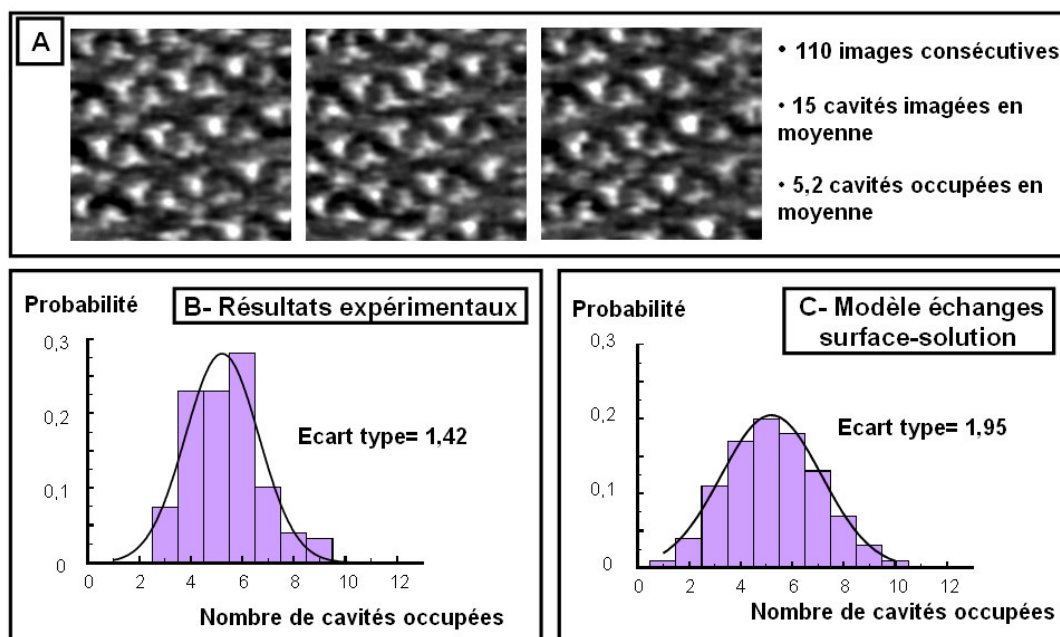 A
• 110 images consécutives
• 15 cavités imagées en
moyenne
• 5,2 cavités occupées en
moyenne
Probabilité
B- Résultats expérimentaux
0,3
0,2
0,1
0
Ecart type= 1,42
0 2 4 6 8 10 12
Nombre de cavités occupées
Probabilité
C- Modèle échanges
surface-solution
0,3
0,2
0,1
0
Ecart type= 1,95
0 2 4 6 8 10 12
Nombre de cavités occupées